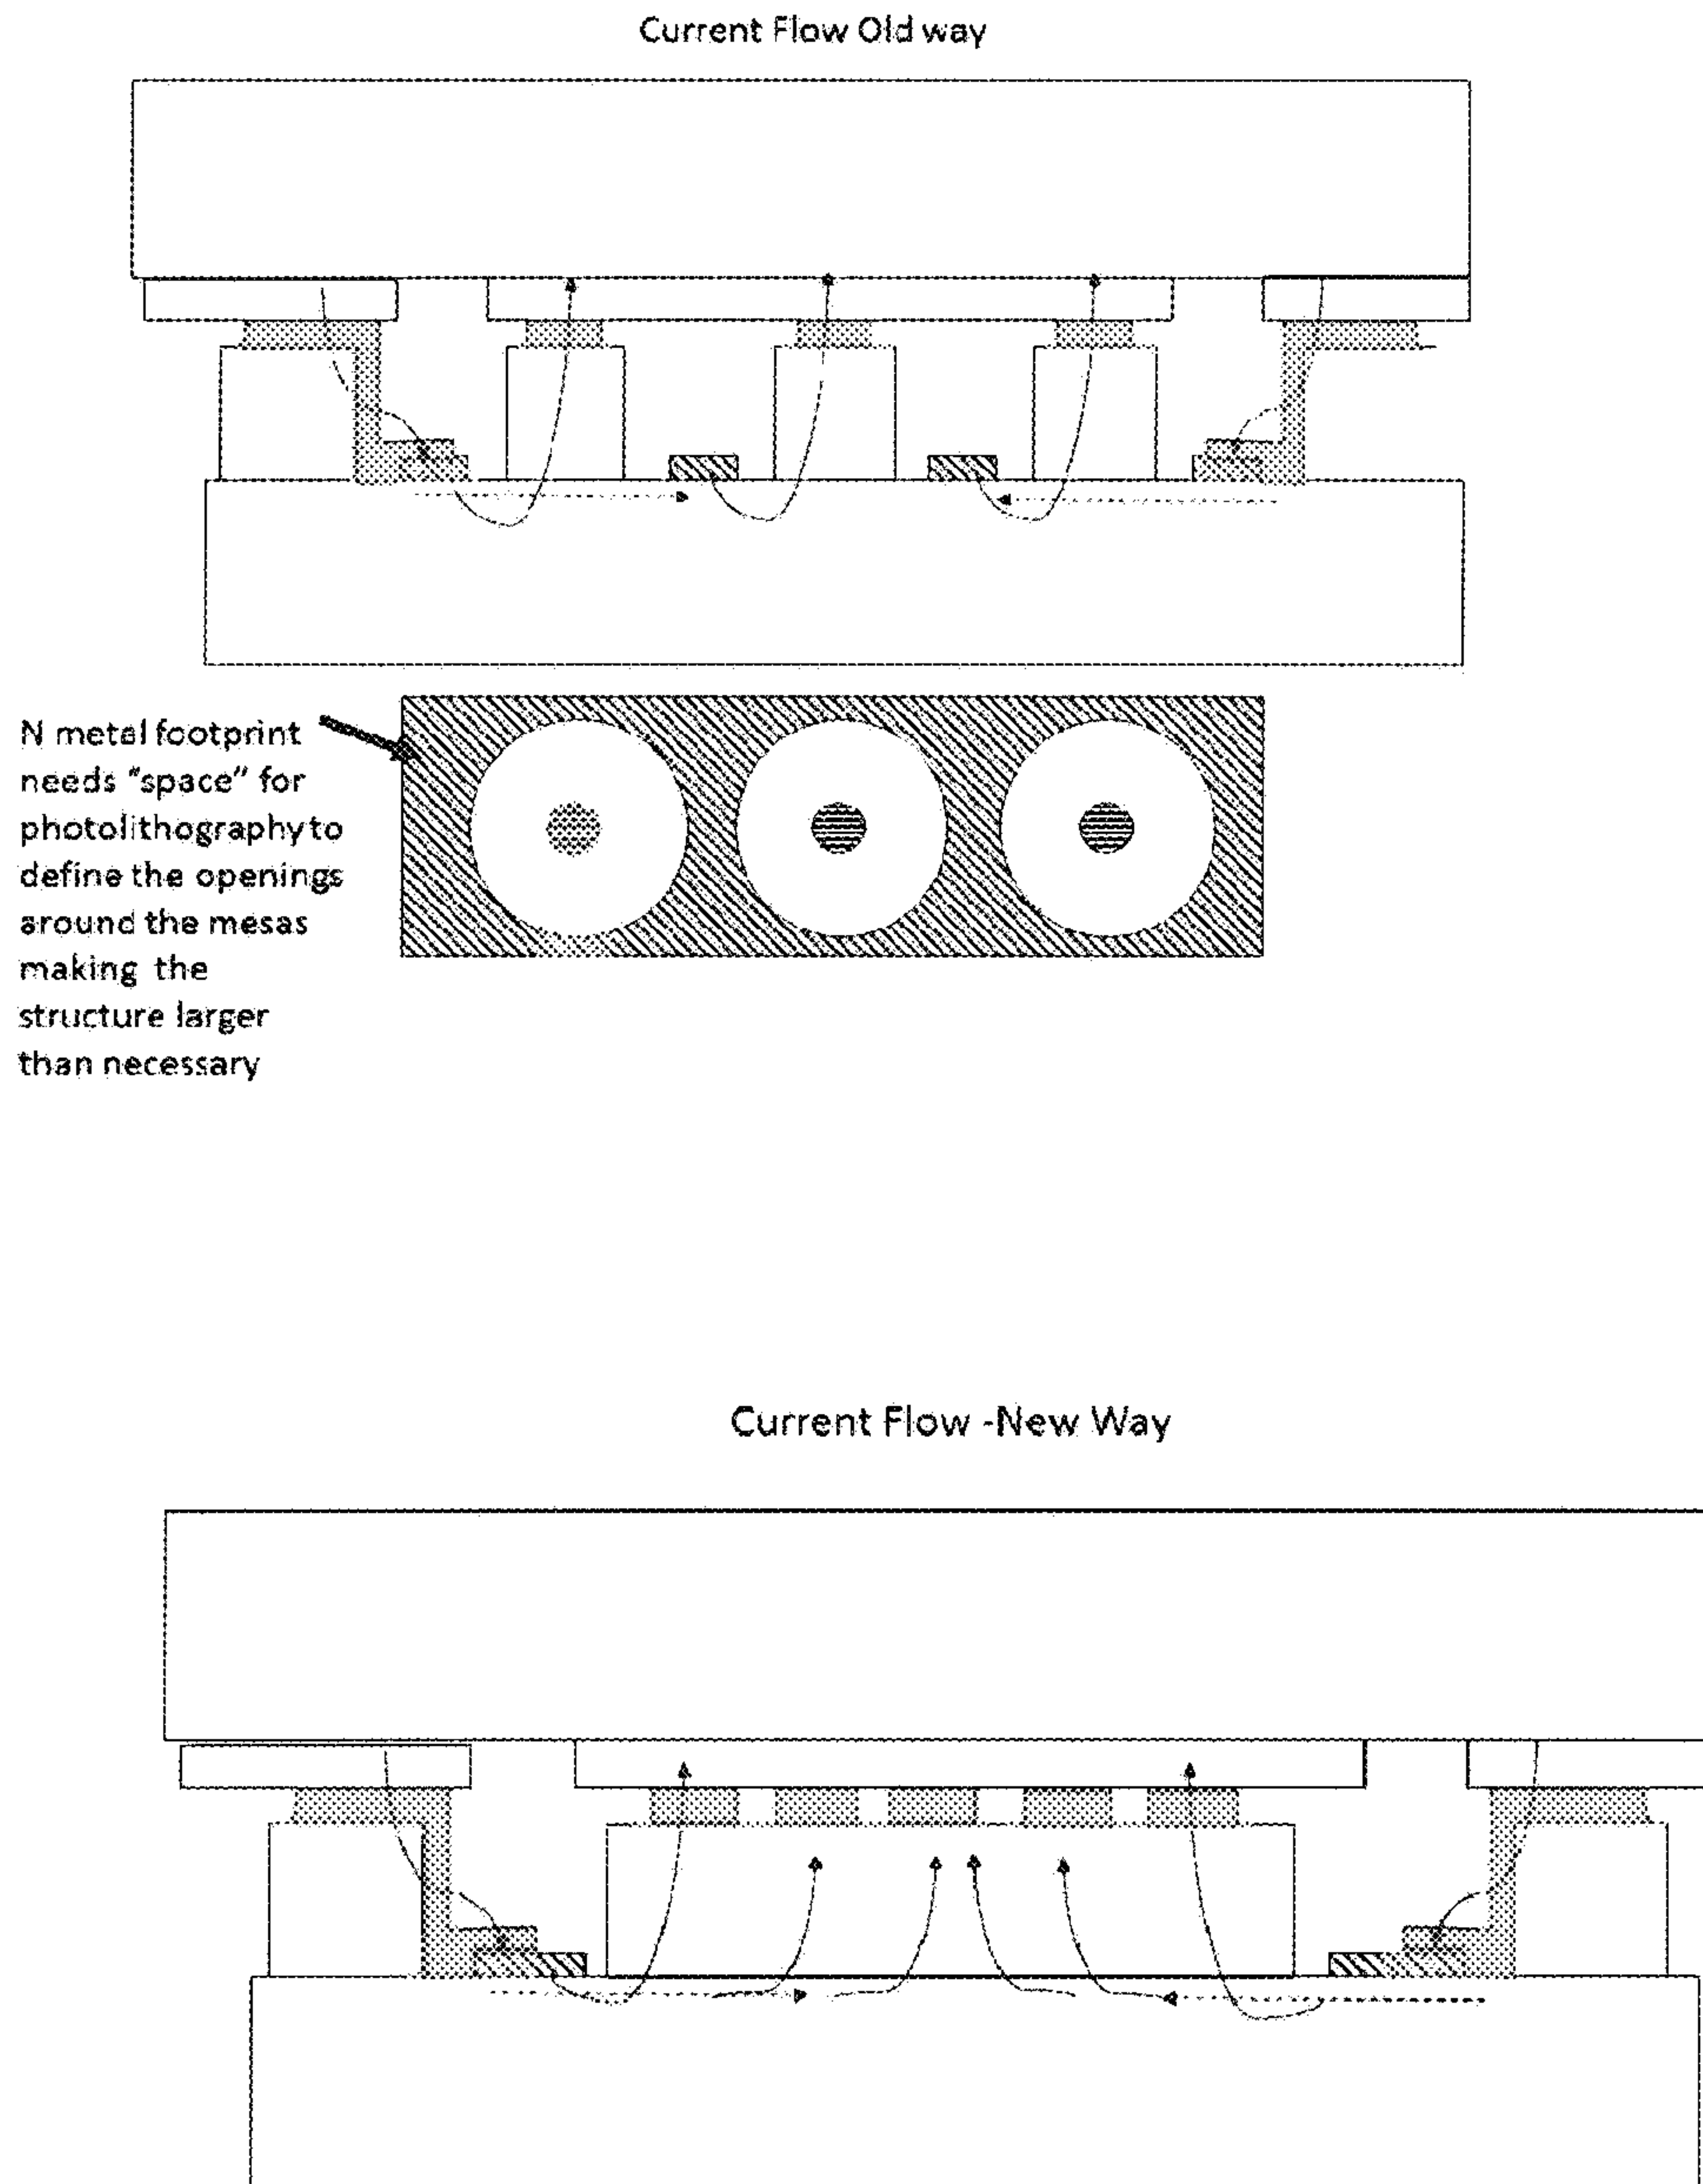 Current Flow Old way
N metal footprint
needs "space" for
photolithography to
define the openings
around the mesas
making the
structure larger
than necessary
Current Flow -New Way